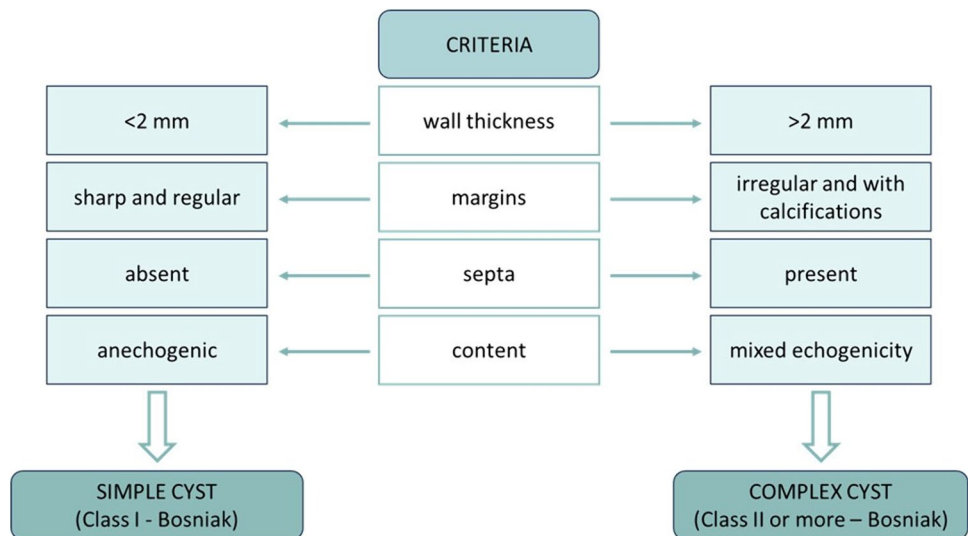 CRITERIA
<2 mm
wall thickness
>2 mm
sharp and regular
margins
irregular and with
calcifications
absent
septa
present
anechogenic
content
mixed echogenicity
SIMPLE CYST
(Class I - Bosniak)
COMPLEX CYST
(Class II or more – Bosniak)